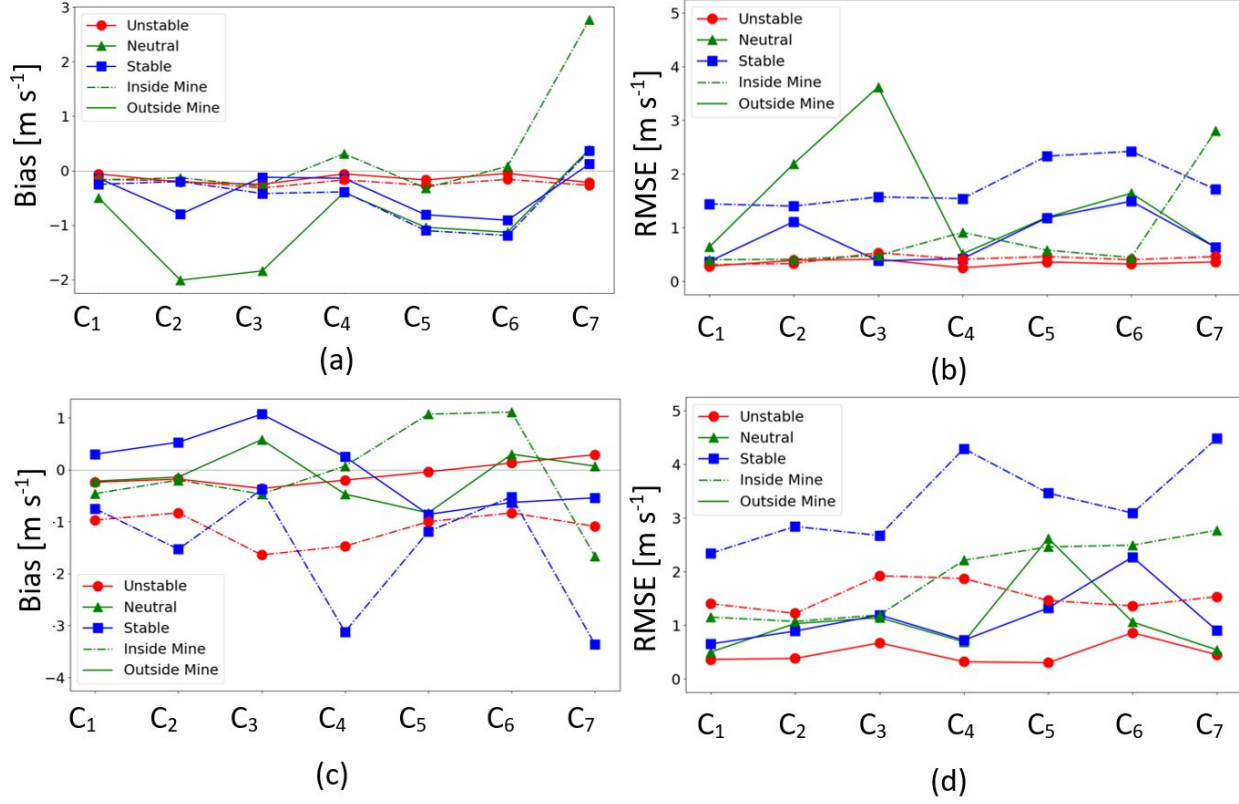 3
2
1
0
−1
−2
Bias [m s⁻¹]
Unstable
Neutral
Stable
Inside Mine
Outside Mine
C₁ C₂ C₃ C₄ C₅ C₆ C₇
(a)
5
4
3
2
1
0
RMSE [m s⁻¹]
Unstable
Neutral
Stable
Inside Mine
Outside Mine
C₁ C₂ C₃ C₄ C₅ C₆ C₇
(b)
1
0
−1
−2
−3
−4
Bias [m s⁻¹]
Unstable
Neutral
Stable
Inside Mine
Outside Mine
C₁ C₂ C₃ C₄ C₅ C₆ C₇
(c)
5
4
3
2
1
0
RMSE [m s⁻¹]
Unstable
Neutral
Stable
Inside Mine
Outside Mine
C₁ C₂ C₃ C₄ C₅ C₆ C₇
(d)